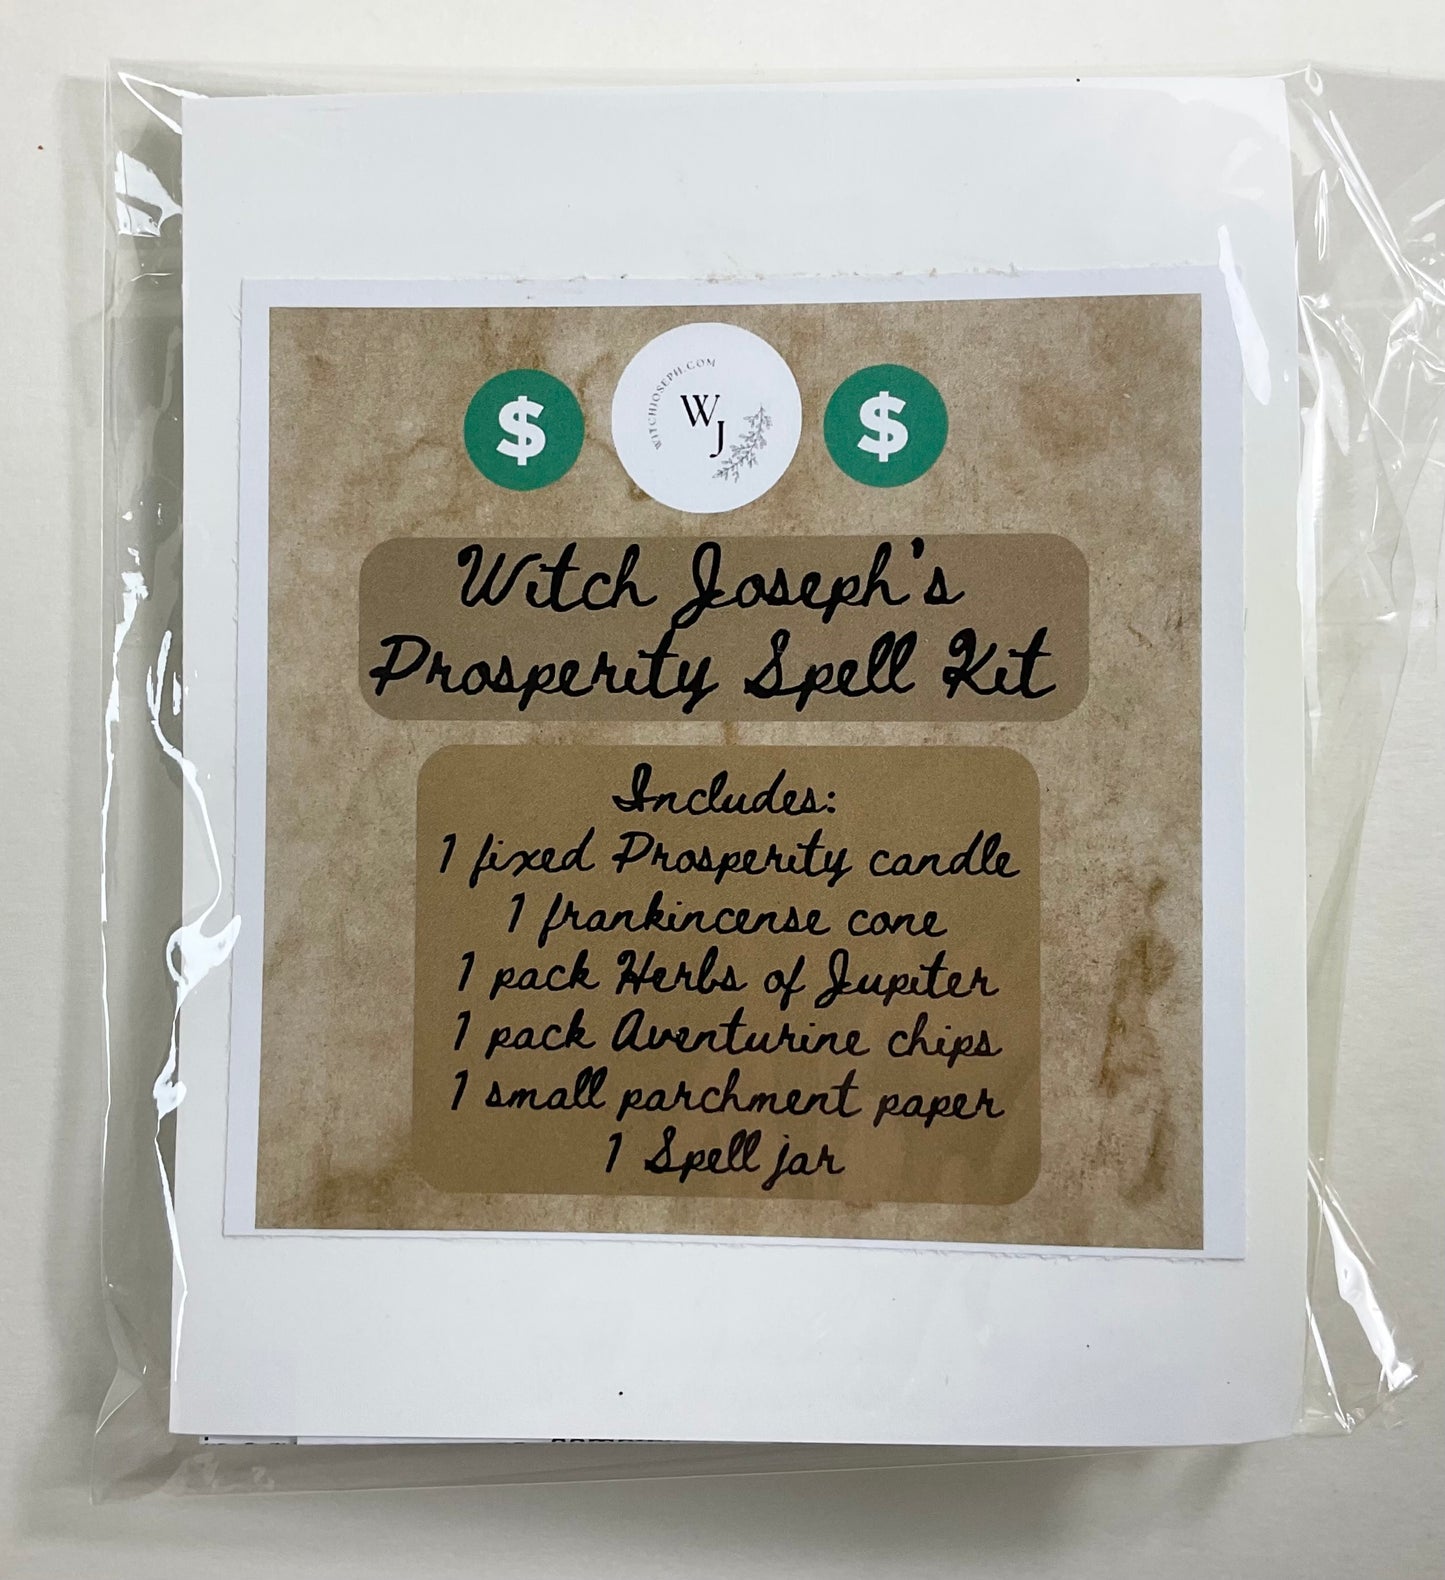 $
WITCHJOSEPH.COM
W
J
$
Witch Joseph's
Prosperity Spell Kit
Includes:
1 fixed Prosperity candle
1 frankincense cone
1 pack Herbs of Jupiter
1 pack Aventurine chips
1 small parchment paper
1 Spell jar